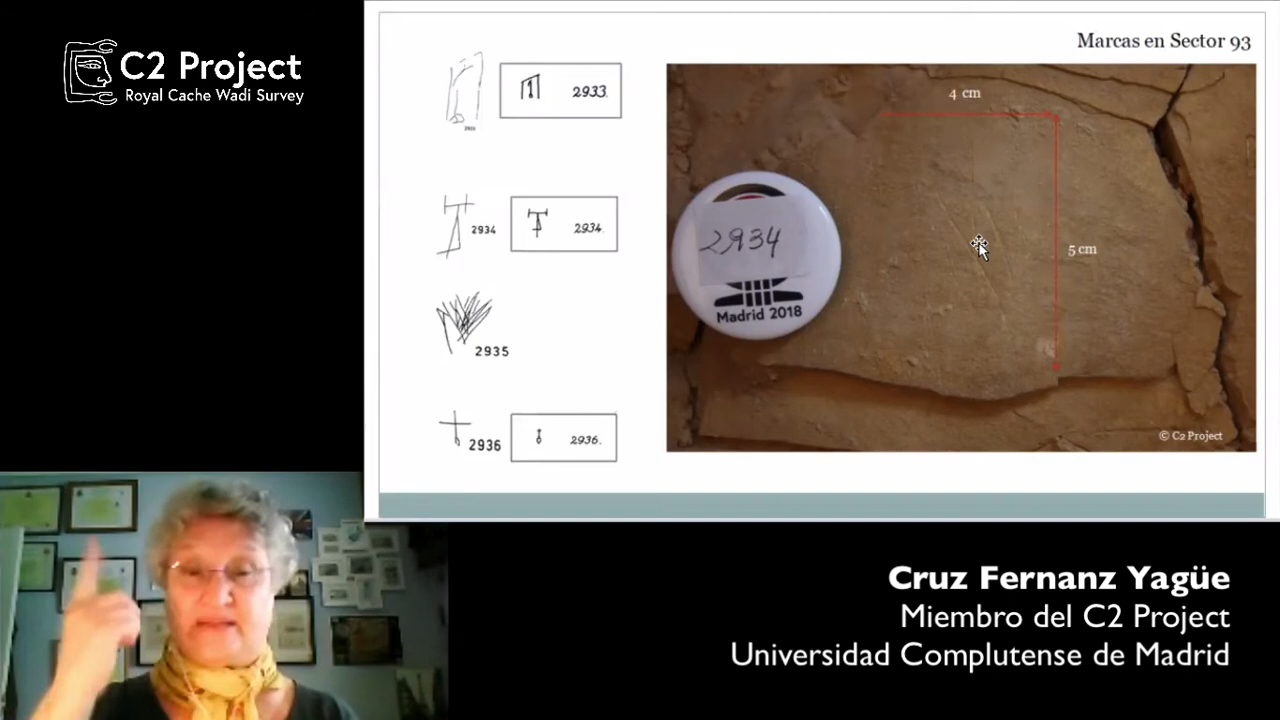 C2 Project
Royal Cache Wadi Survey
Marcas en Sector 93
2933.
2934
2934.
2935
2936
2936.
4 cm
5 cm
2934
Madrid 2018
© C2 Project
Cruz Fernanz Yagüe
Miembro del C2 Project
Universidad Complutense de Madrid